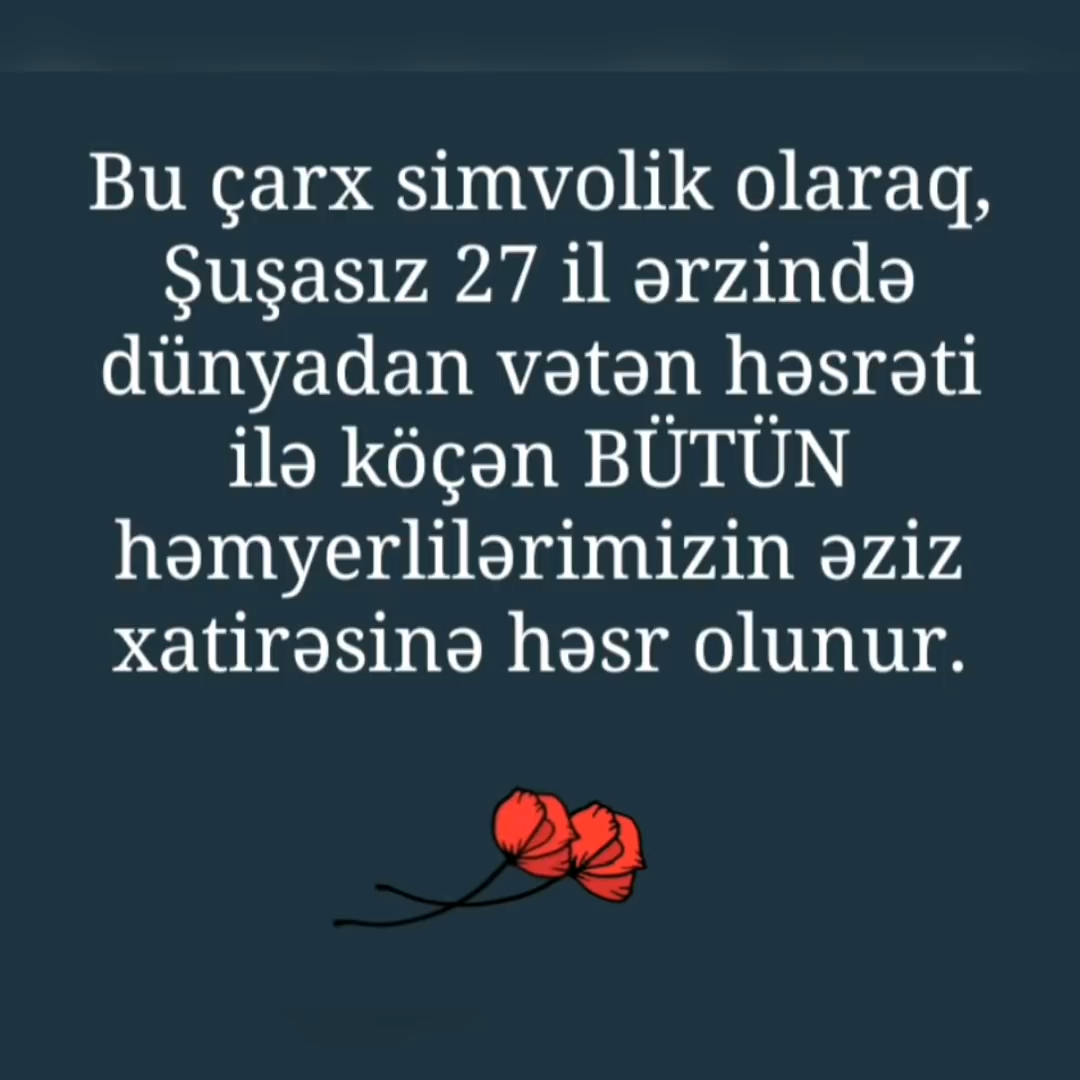 Bu çarx simvolik olaraq,
Şuşasız 27 il ərzində
dünyadan vətən həsrəti
ilə köçən BÜTÜN
həmyerlilərimizin əziz
xatirəsinə həsr olunur.